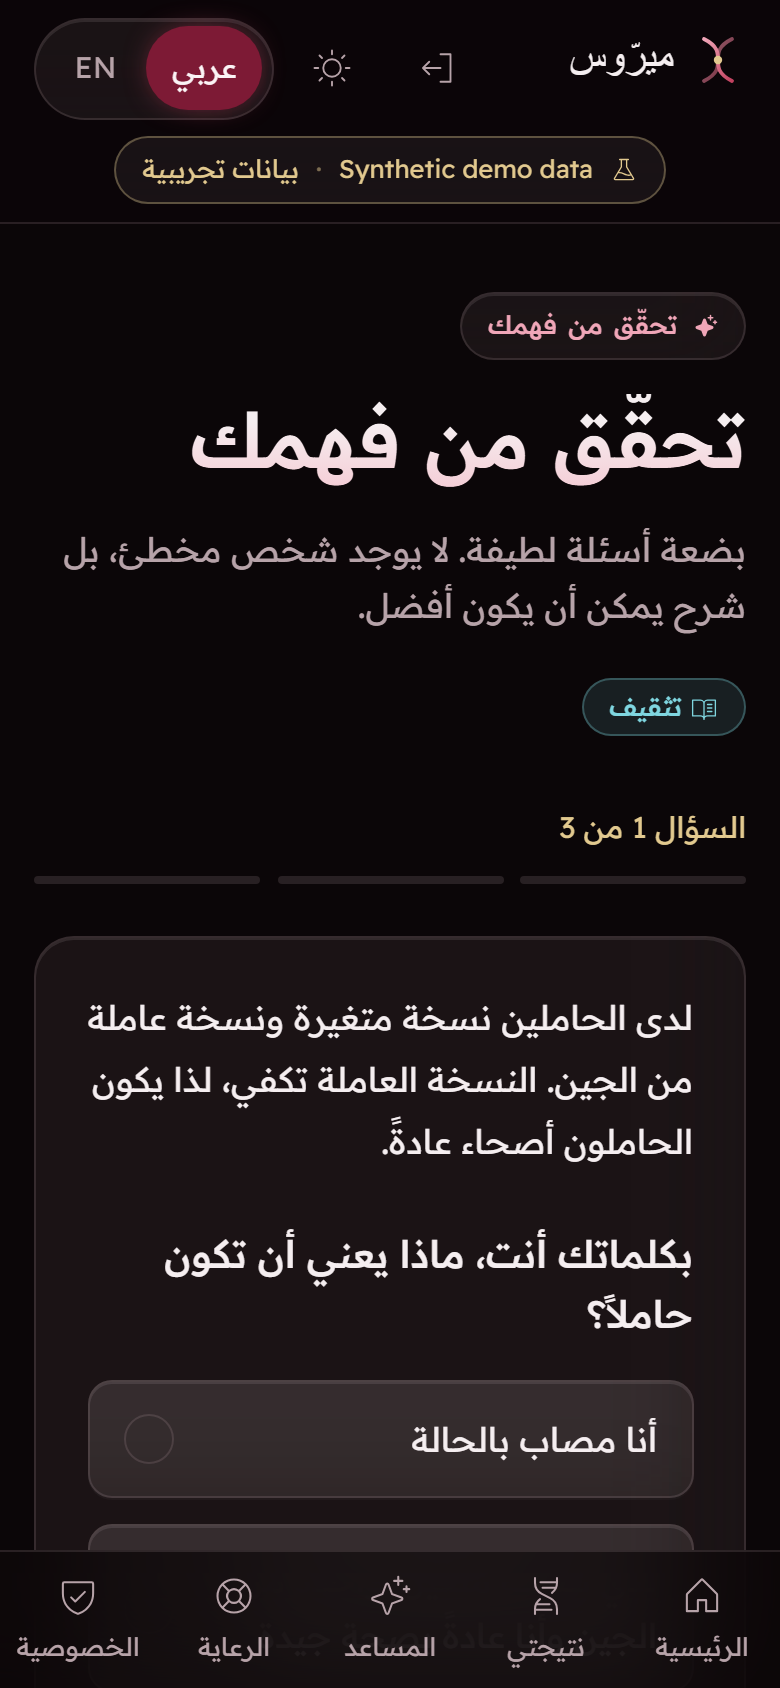 ميرّوس
عربي
EN
Synthetic demo data · بيانات تجريبية
تحقّق من فهمك
تحقّق من فهمك
بضعة أسئلة لطيفة. لا يوجد شخص مخطئ، بل
شرح يمكن أن يكون أفضل.
تثقيف
السؤال 1 من 3
لدى الحاملين نسخة متغيرة ونسخة عاملة
من الجين. النسخة العاملة تكفي، لذا يكون
الحاملون أصحاء عادةً.
بكلماتك أنت، ماذا يعني أن تكون
حاملاً؟
أنا مصاب بالحالة
الرئيسية
نتيجتي
المساعد
الرعاية
الخصوصية